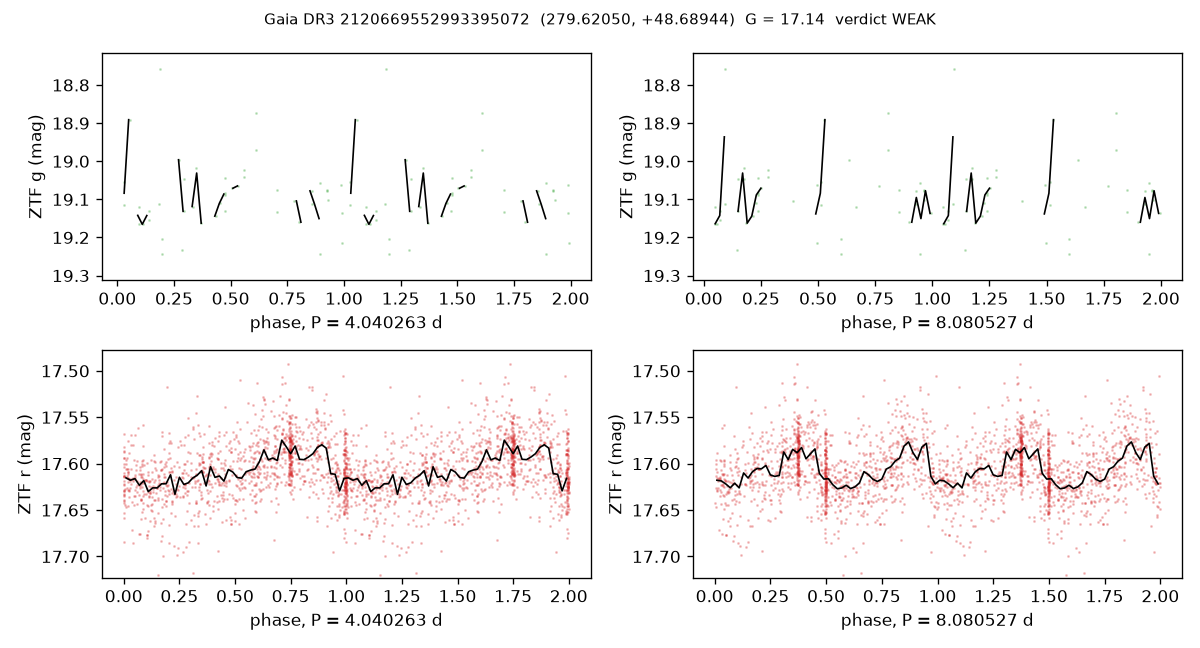 Gaia DR3 2120669552993395072 (279.62050, +48.68944) G = 17.14 verdict WEAK
ZTF g (mag)
18.8
18.9
19.0
19.1
19.2
19.3
0.00 0.25 0.50 0.75 1.00 1.25 1.50 1.75 2.00
phase, P = 4.040263 d
ZTF g (mag)
18.8
18.9
19.0
19.1
19.2
19.3
0.00 0.25 0.50 0.75 1.00 1.25 1.50 1.75 2.00
phase, P = 8.080527 d
ZTF r (mag)
17.50
17.55
17.60
17.65
17.70
0.00 0.25 0.50 0.75 1.00 1.25 1.50 1.75 2.00
phase, P = 4.040263 d
ZTF r (mag)
17.50
17.55
17.60
17.65
17.70
0.00 0.25 0.50 0.75 1.00 1.25 1.50 1.75 2.00
phase, P = 8.080527 d